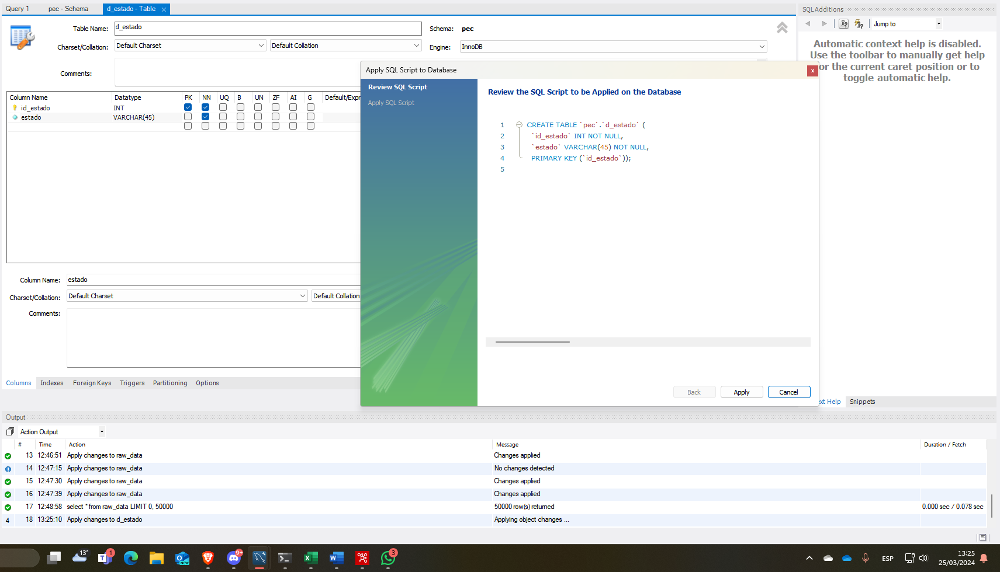 Query 1
pec - Schema
d_estado - Table
Table Name:
d_estado
Schema:
pec
Charset/Collation:
Default Charset
Default Collation
Engine:
InnoDB
Comments:
Column Name
Datatype
PK
NN
UQ
B
UN
ZF
AI
G
Default/Expr
id_estado
INT
estado
VARCHAR(45)
Column Name:
estado
Charset/Collation:
Default Charset
Default Collation
Comments:
Columns
Indexes
Foreign Keys
Triggers
Partitioning
Options
Apply SQL Script to Database
x
Review SQL Script
Apply SQL Script
Review the SQL Script to be Applied on the Database
1 CREATE TABLE `pec`.`d_estado` (
2 `id_estado` INT NOT NULL,
3 `estado` VARCHAR(45) NOT NULL,
4 PRIMARY KEY (`id_estado`));
5
Back
Apply
Cancel
SQLAdditions
Jump to
Automatic context help is disabled.
Use the toolbar to manually get help
or the current caret position or to
toggle automatic help.
ext Help
Snippets
Output
Action Output
# Time Action Message Duration / Fetch
13 12:46:51 Apply changes to raw_data Changes applied
14 12:47:15 Apply changes to raw_data No changes detected
15 12:47:30 Apply changes to raw_data Changes applied
16 12:47:39 Apply changes to raw_data Changes applied
17 12:48:58 select * from raw_data LIMIT 0, 50000 50000 row(s) returned 0.000 sec / 0.078 sec
4 18 13:25:10 Apply changes to d_estado Applying object changes ...
13°
T
1
O
NEW
9+
X
W
3
ESP
13:25
25/03/2024